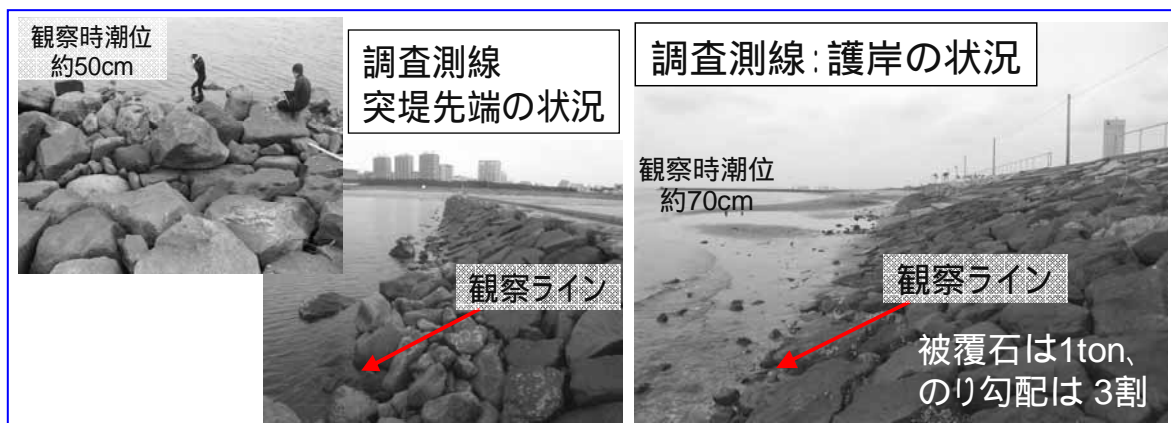 観察時潮位
約50cm
調査測線
突堤先端の状況
観察ライン
調査測線:護岸の状況
観察時潮位
約70cm
観察ライン
被覆石は1ton、
のり勾配は 3割